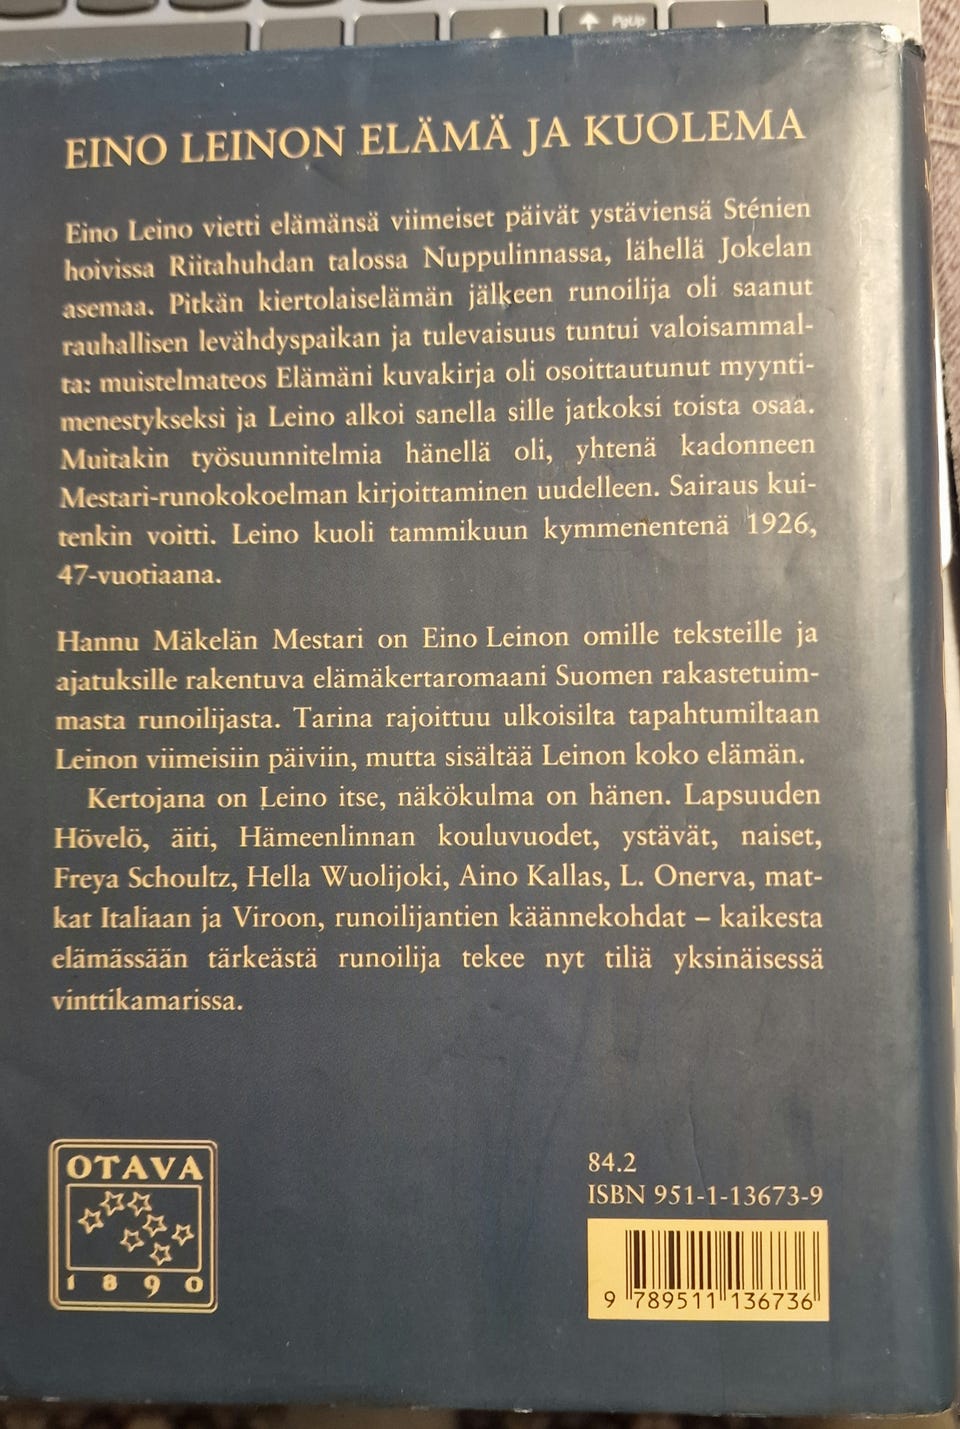 PgUp
EINO LEINON ELÄMÄ JA KUOLEMA
Eino Leino vietti elämänsä viimeiset päivät ystäviensä Sténien
hoivissa Riitahuhdan talossa Nuppulinnassa, lähellä Jokelan
asemaa. Pitkän kiertolaiselämän jälkeen runoilija oli saanut
rauhallisen levähdyspaikan ja tulevaisuus tuntui valoisammal-
ta: muistelmateos Elämäni kuvakirja oli osoittautunut myynti-
menestykseksi ja Leino alkoi sanella sille jatkoksi toista osaa.
Muitakin työsuunnitelmia hänellä oli, yhtenä kadonneen
Mestari-runokokoelman kirjoittaminen uudelleen. Sairaus kui-
tenkin voitti. Leino kuoli tammikuun kymmenentenä 1926,
47-vuotiaana.
Hannu Mäkelän Mestari on Eino Leinon omille teksteille ja
ajatuksille rakentuva elämäkertaromaani Suomen rakastetuim-
masta runoilijasta. Tarina rajoittuu ulkoisilta tapahtumiltaan
Leinon viimeisiin päiviin, mutta sisältää Leinon koko elämän.
Kertojana on Leino itse, näkökulma on hänen. Lapsuuden
Hövelö, äiti, Hämeenlinnan kouluvuodet, ystävät, naiset,
Freya Schoultz, Hella Wuolijoki, Aino Kallas, L. Onerva, mat-
kat Italiaan ja Viroon, runoilijantien käännekohdat – kaikesta
elämässään tärkeästä runoilija tekee nyt tiliä yksinäisessä
vinttikamarissa.
OTAVA
1890
84.2
ISBN 951-1-13673-9
9 789511 136736